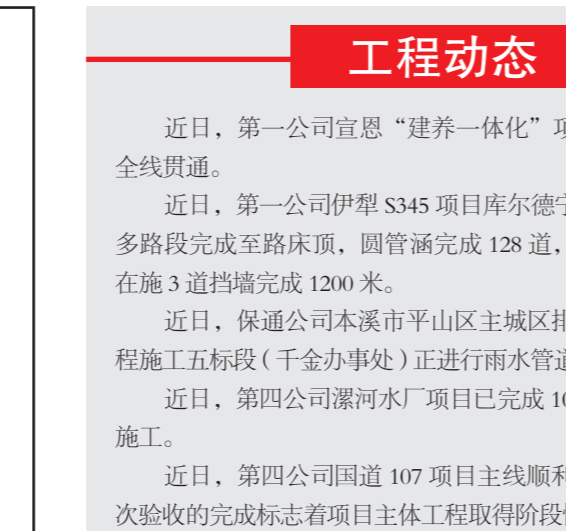 工程动态
近日，第一公司宣恩“建养一体化”项
全线贯通。
近日，第一公司伊犁 S345 项目库尔德宁
多路段完成至路床顶，圆管涵完成 128 道，
在施 3 道挡墙完成 1200 米。
近日，保通公司本溪市平山区主城区排
程施工五标段（千金办事处）正进行雨水管道
近日，第四公司漯河水厂项目已完成 10
施工。
近日，第四公司国道 107 项目主线顺利
次验收的完成标志着项目主体工程取得阶段性